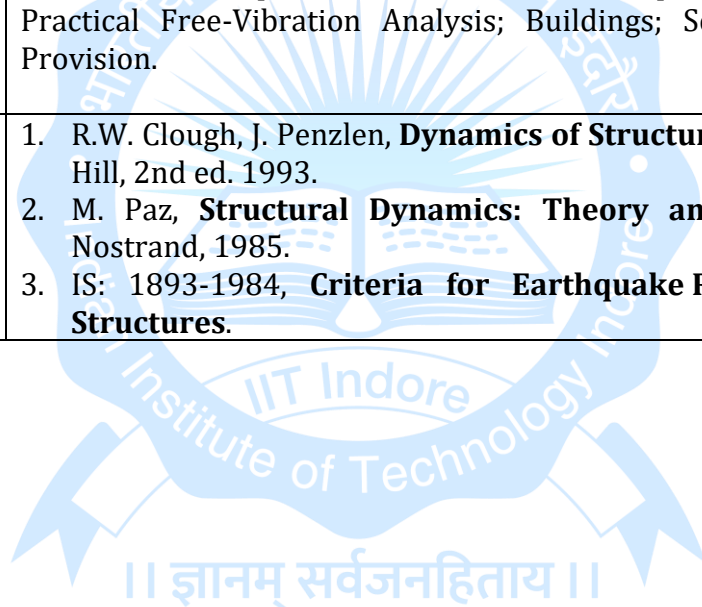 Practical Free-Vibration Analysis; Buildings;
Provision.
1. R.W. Clough, J. Penzlen, Dynamics of
Hill, 2nd ed. 1993.
2. M. Paz, Structural Dynamics: Theory
Nostrand, 1985.
3. IS: 1893-1984, Criteria for Earthquake
Structures.
IIT Indore
Institute of Technology Indore
।। ज्ञानम् सर्वजनहिताय ।।